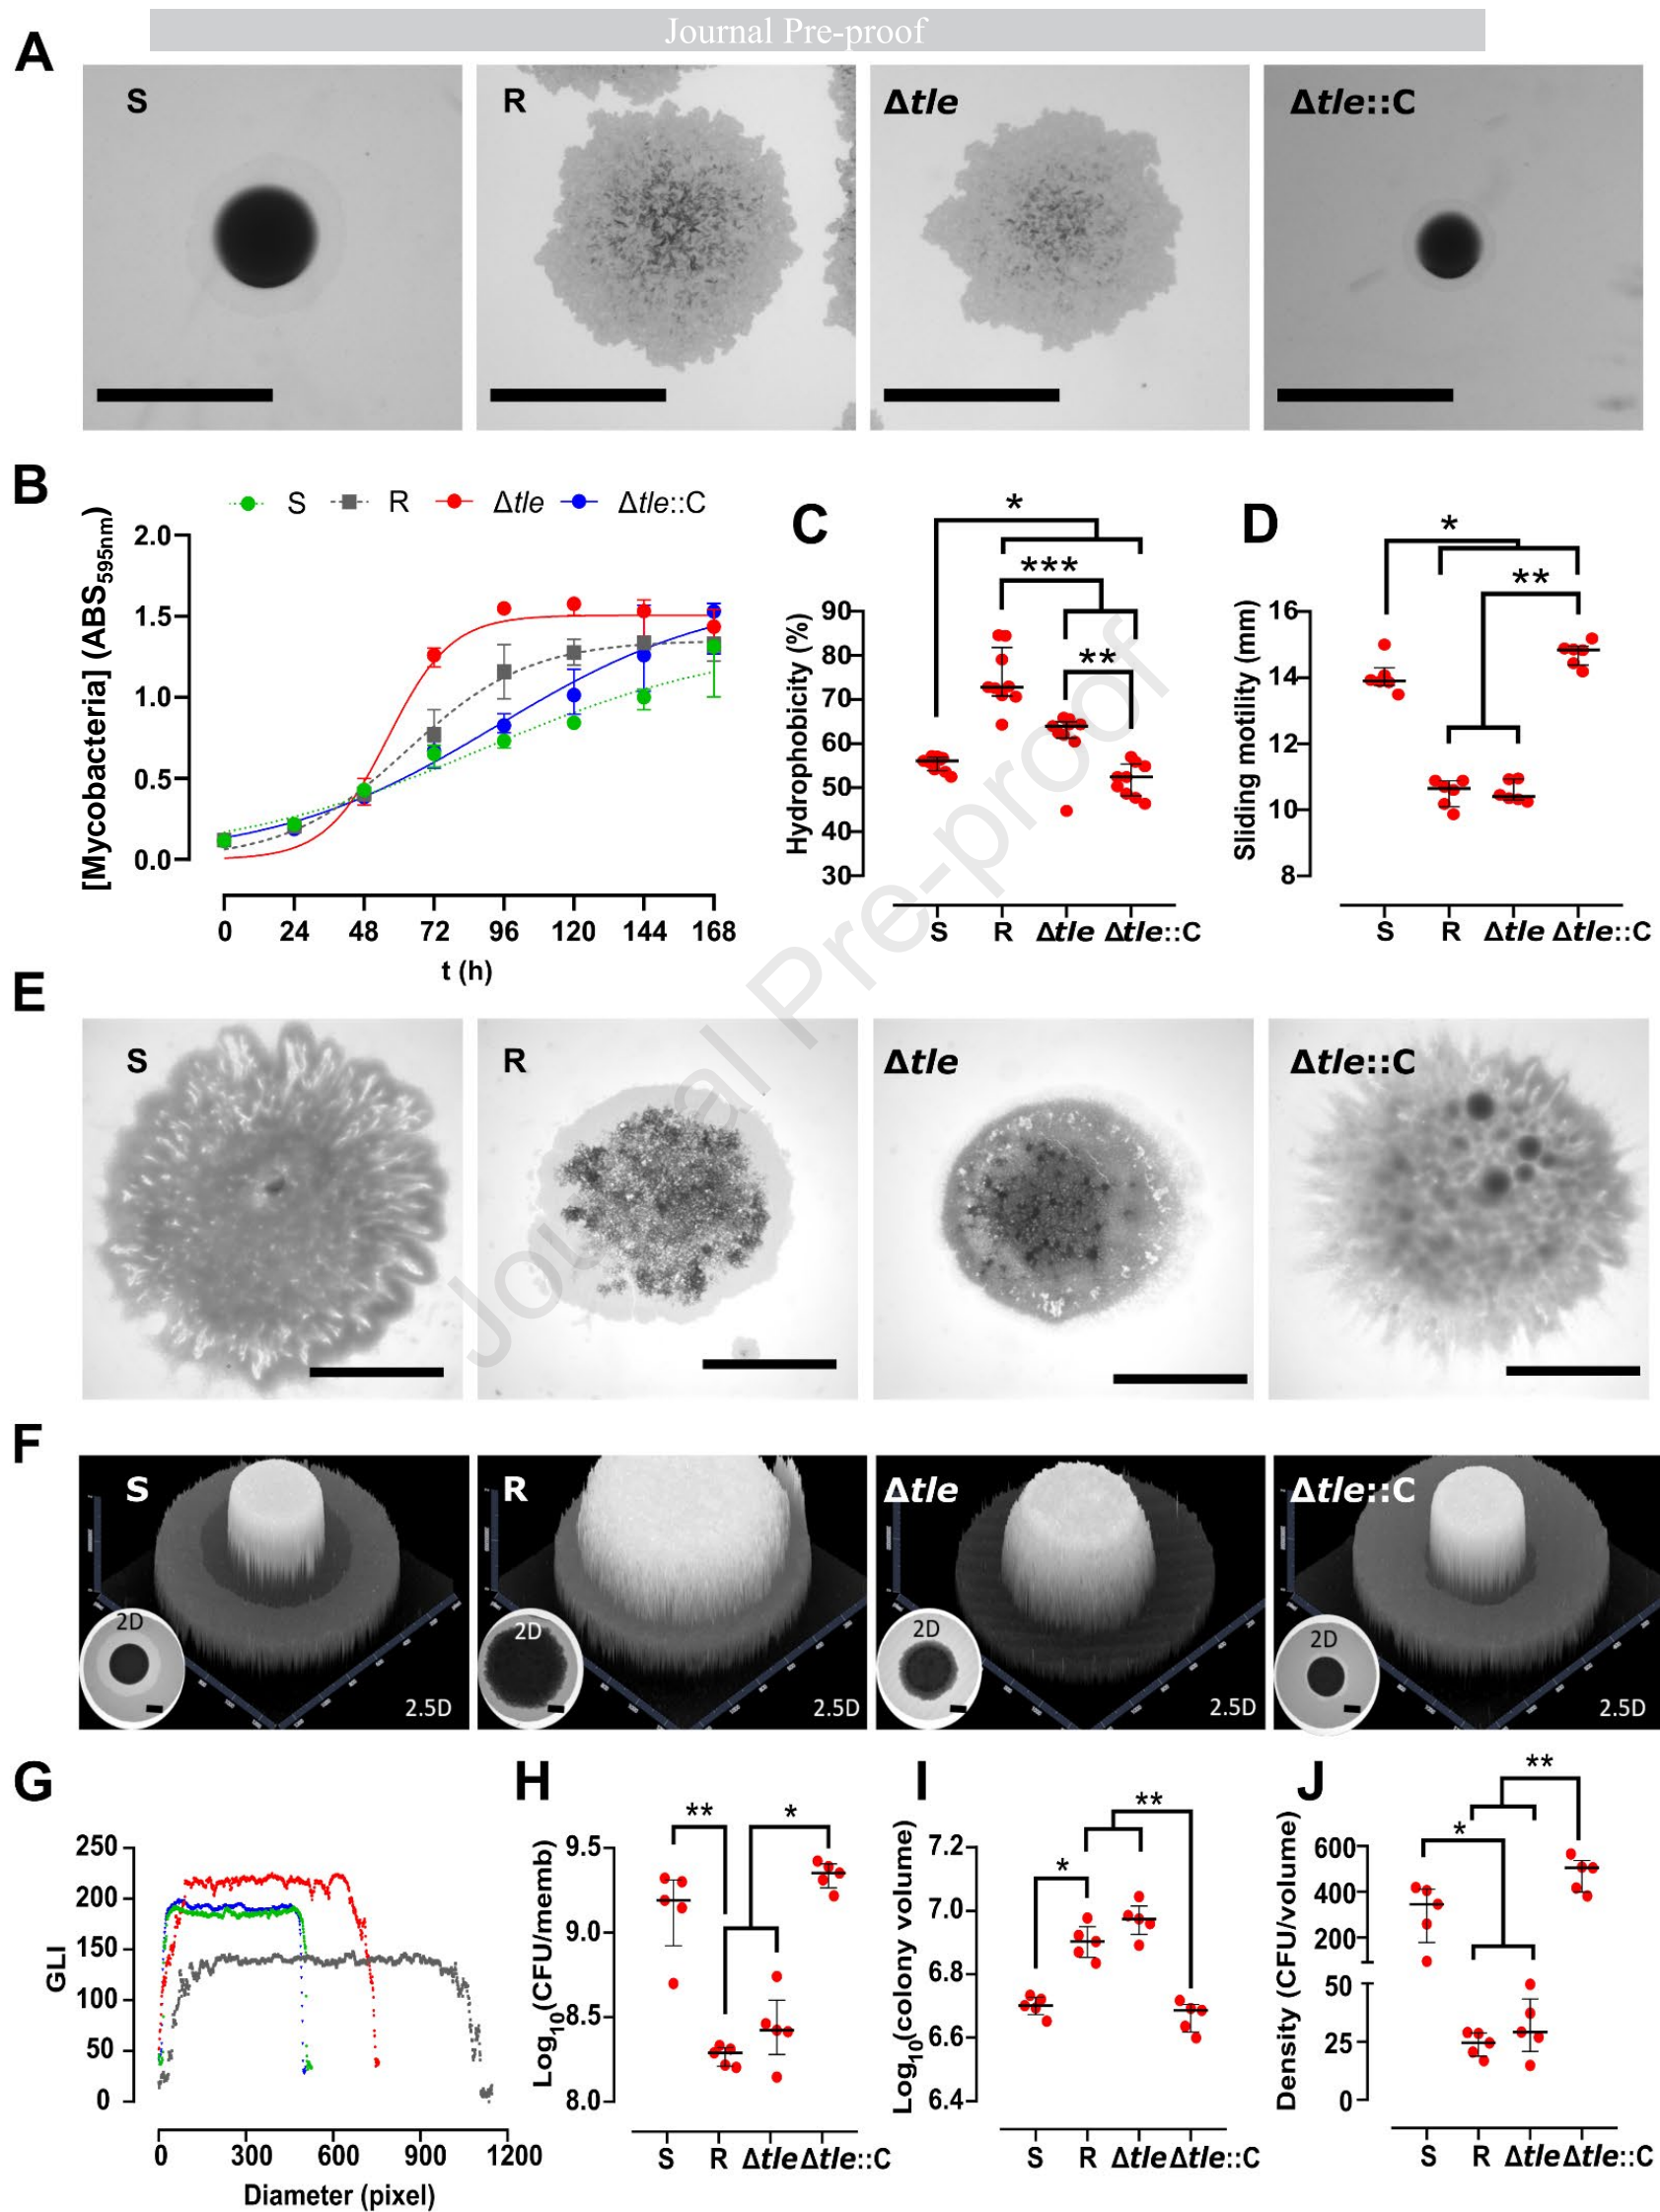 Journal Pre-proof
A
S
R
Δtle
Δtle::C
B
S R Δtle Δtle::C
[Mycobacteria] (ABS595nm)
2.0
1.5
1.0
0.5
0.0
0 24 48 72 96 120 144 168
t (h)
C
*
***
**
Hydrophobicity (%)
90
80
70
60
50
40
30
S R Δtle Δtle::C
D
*
**
Sliding motility (mm)
16
14
12
10
8
S R Δtle Δtle::C
Journal Pre-proof
E
S
R
Δtle
Δtle::C
F
S
2D
2.5D
R
2D
2.5D
Δtle
2D
2.5D
Δtle::C
2D
2.5D
G
GLI
250
200
150
100
50
0
0 300 600 900 1200
Diameter (pixel)
H
**
*
Log10(CFU/memb)
9.5
9.0
8.5
8.0
S R Δtle Δtle::C
I
*
**
Log10(colony volume)
7.2
7.0
6.8
6.6
6.4
S R Δtle Δtle::C
J
**
*
Density (CFU/volume)
600
400
200
50
25
0
S R Δtle Δtle::C